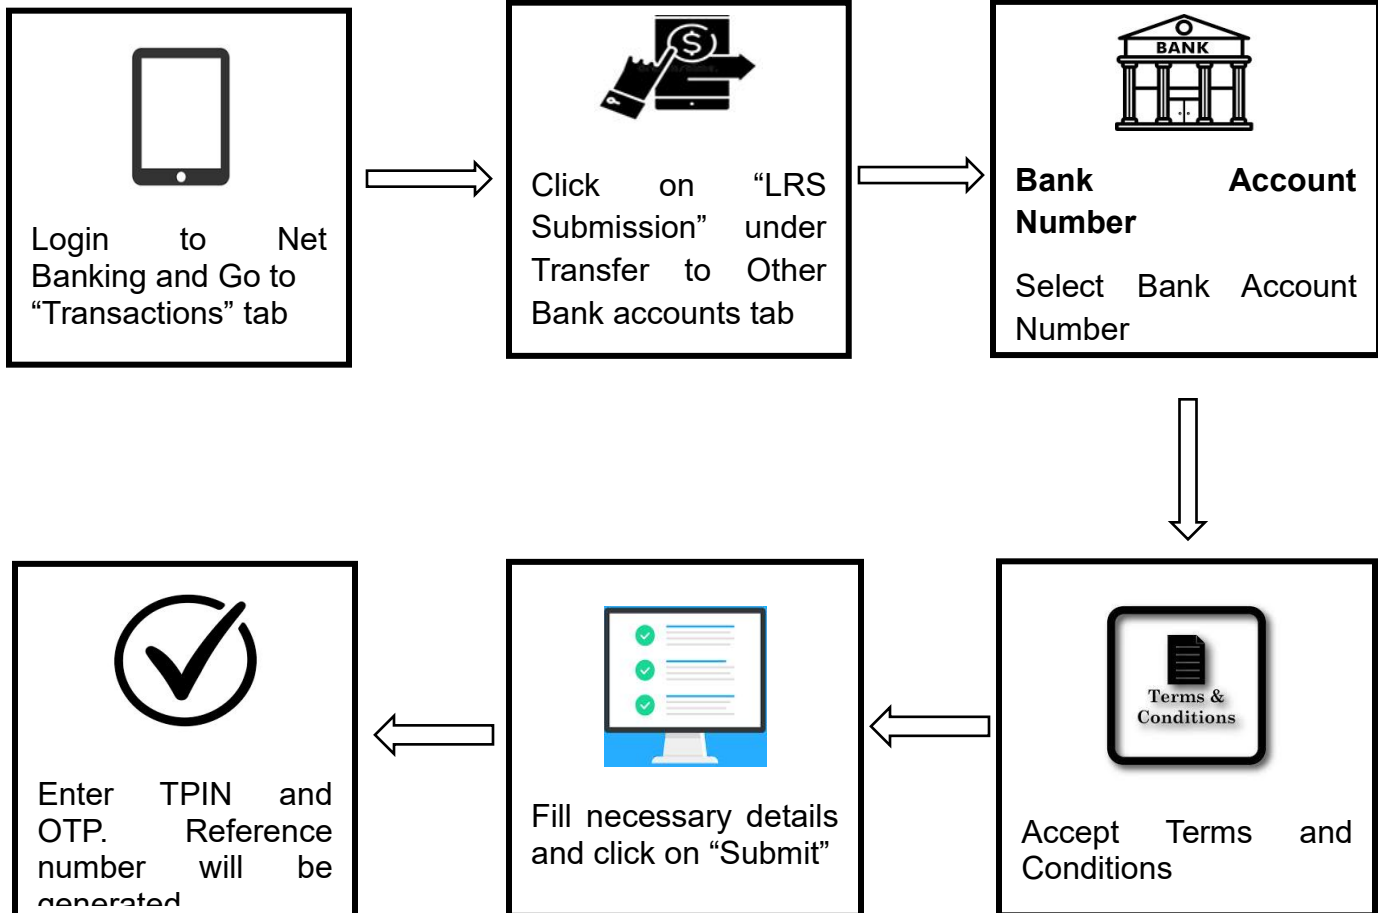 Login to Net
Banking and Go to
“Transactions” tab
$
Click on “LRS
Submission” under
Transfer to Other
Bank accounts tab
BANK
Bank Account
Number
Select Bank Account
Number
Terms &
Conditions
Accept Terms and
Conditions
Fill necessary details
and click on “Submit”
Enter TPIN and
OTP. Reference
number will be
generated